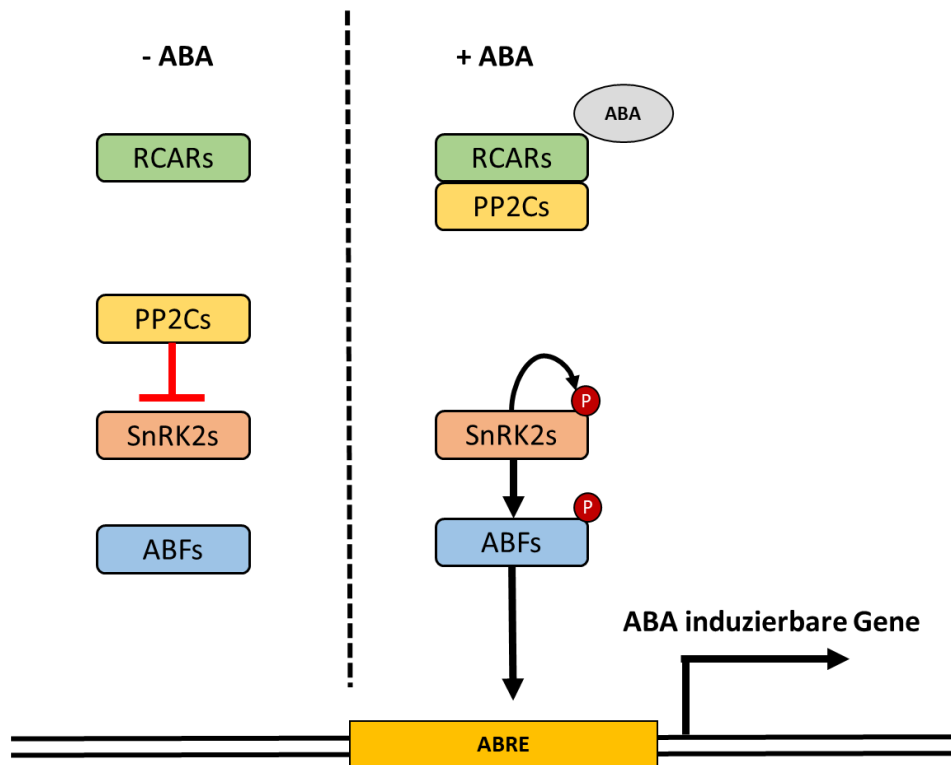 - ABA
+ ABA
ABA
RCARs
RCARs
PP2Cs
PP2Cs
P
SnRK2s
SnRK2s
P
ABFs
ABFs
ABA induzierbare Gene
ABRE